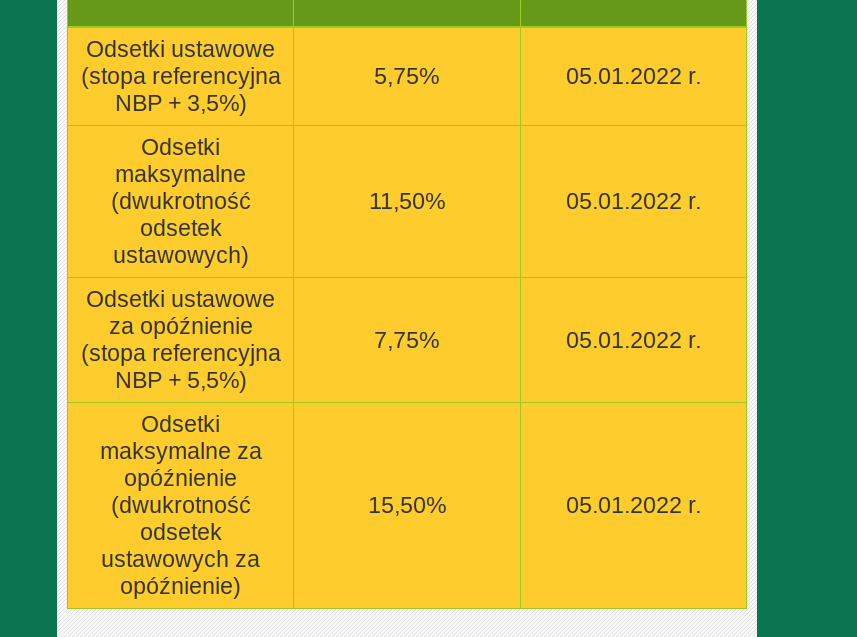 Odsetki ustawowe
(stopa referencyjna
NBP + 3,5%)
5,75%
05.01.2022 r.
Odsetki
maksymalne
(dwukrotność
odsetek
ustawowych)
11,50%
05.01.2022 r.
Odsetki ustawowe
za opóźnienie
(stopa referencyjna
NBP + 5,5%)
7,75%
05.01.2022 r.
Odsetki
maksymalne za
opóźnienie
(dwukrotność
odsetek
ustawowych za
opóźnienie)
15,50%
05.01.2022 r.